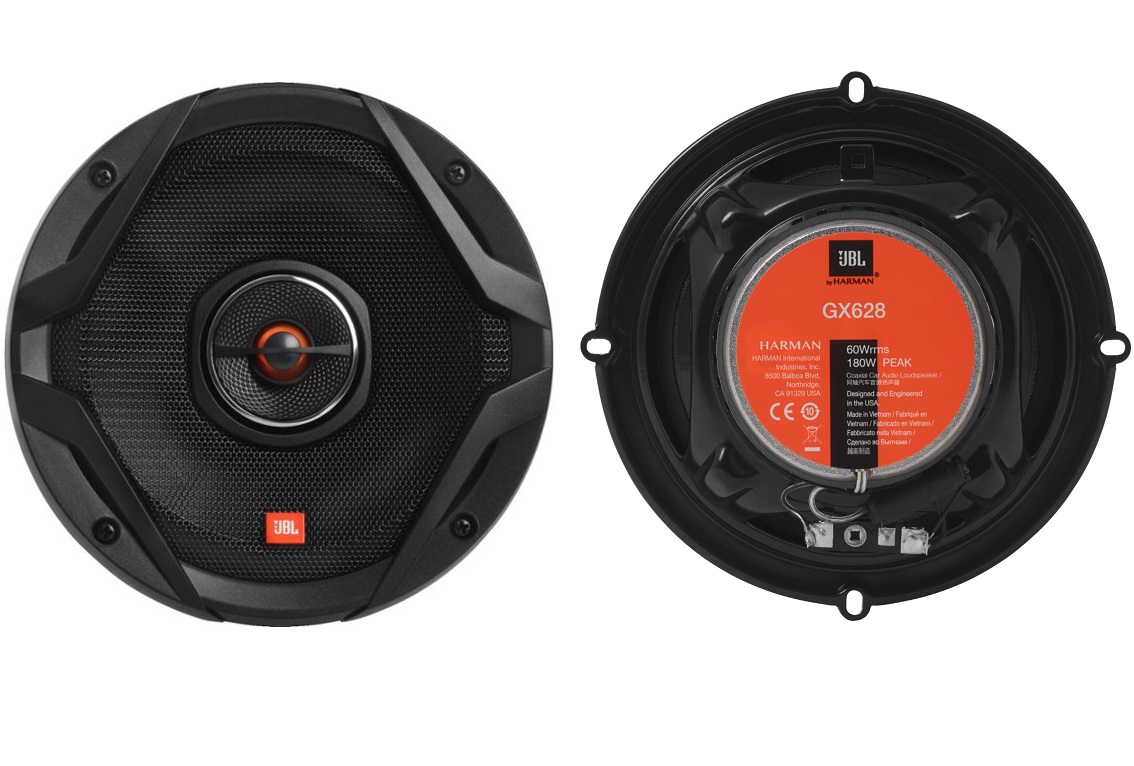 JBL
JBL
by HARMAN®
GX628
HARMAN
HARMAN International
Industries, Inc.
8500 Balboa Blvd,
Northridge,
CA 91329 USA
CE 10
60Wrms
180W PEAK
Coaxial Car Audio Loudspeaker /
同轴汽车音频扬声器
Designed and Engineered
in the USA
Made in Vietnam / Fabriqué en
Vietnam / Fabricado en Vietnam /
Fabbricato nella Vietnam /
Сделано во Вьетнами /
越南制造